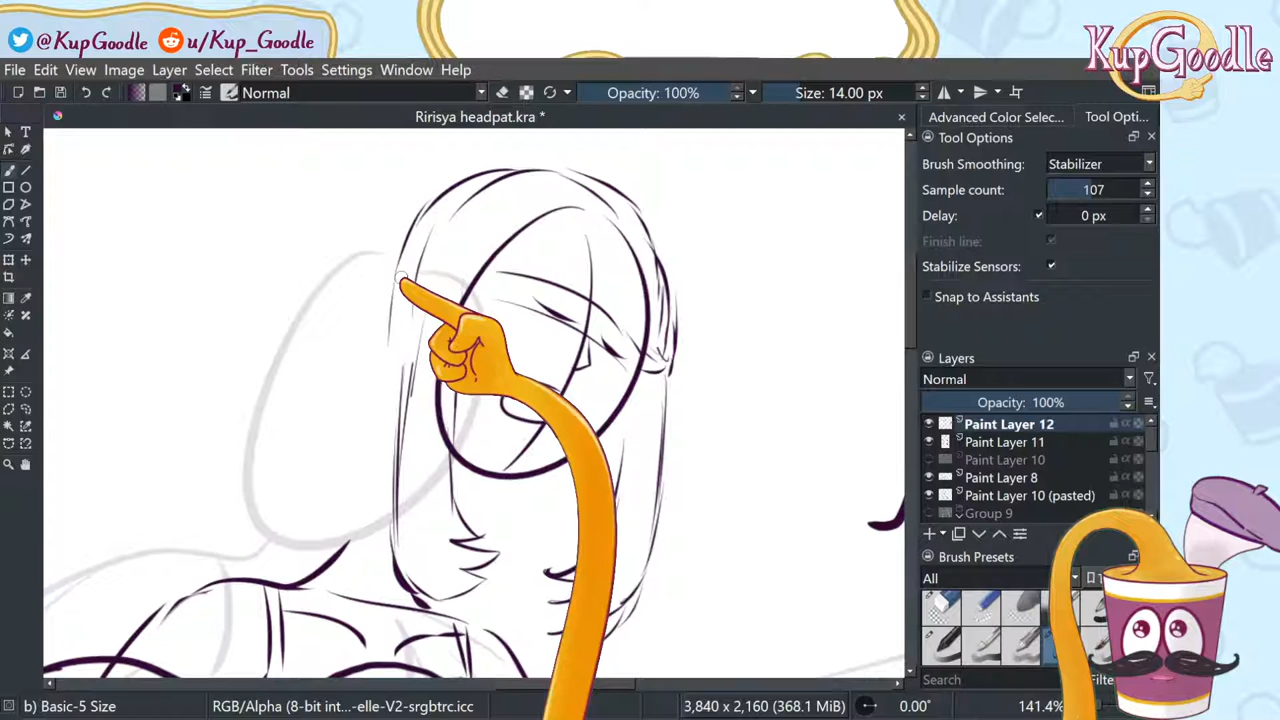 @KupGoodle u/Kup_Goodle
KupGoodle
File Edit View Image Layer Select Filter Tools Settings Window Help
Normal Opacity: 100% Size: 14.00 px
Ririsya headpat.kra *
Advanced Color Selec... Tool Opti...
Tool Options
Brush Smoothing: Stabilizer
Sample count: 107
Delay: 0 px
Finish line:
Stabilize Sensors:
Snap to Assistants
Layers
Normal
Opacity: 100%
Paint Layer 12
Paint Layer 11
Paint Layer 10
Paint Layer 8
Paint Layer 10 (pasted)
Group 9
Brush Presets
All
Search
b) Basic-5 Size RGB/Alpha (8-bit int...-elle-V2-srgbtrc.icc 3,840 x 2,160 (368.1 MiB) 0.00° 141.4%